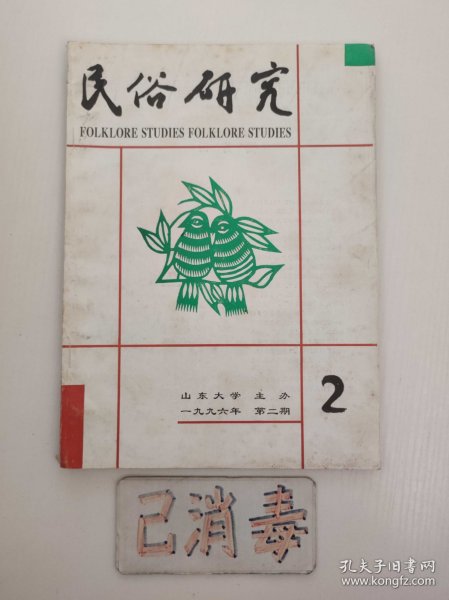 民俗研究
FOLKLORE STUDIES FOLKLORE STUDIES
山东大学 主办
一九九六年 第二期
2
已消毒
孔夫子旧书网
www.kongfz.com